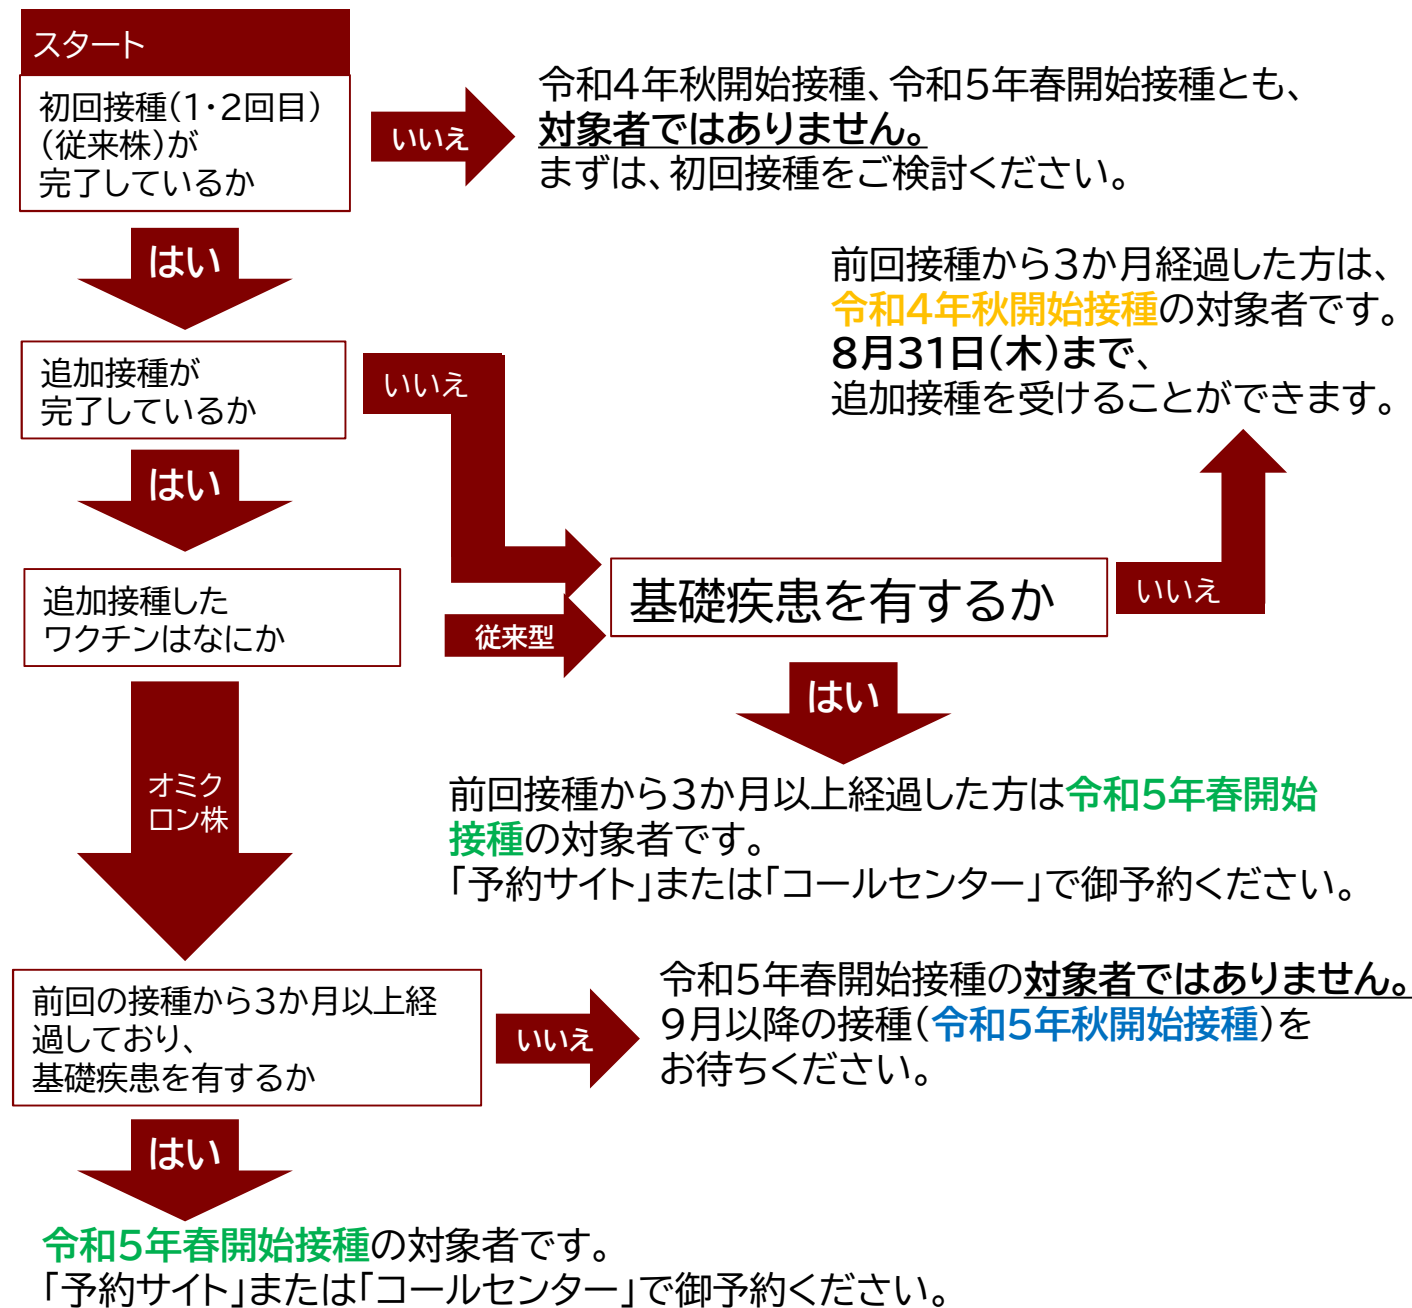 スタート
初回接種(1・2回目)
(従来株)が
完了しているか
いいえ
令和4年秋開始接種、令和5年春開始接種とも、
対象者ではありません。
まずは、初回接種をご検討ください。
はい
前回接種から3か月経過した方は、
令和4年秋開始接種の対象者です。
8月31日(木)まで、
追加接種を受けることができます。
追加接種が
完了しているか
いいえ
はい
追加接種した
ワクチンはなにか
従来型
基礎疾患を有するか
いいえ
はい
オミク
ロン株
前回接種から3か月以上経過した方は令和5年春開始
接種の対象者です。
「予約サイト」または「コールセンター」で御予約ください。
前回の接種から3か月以上経
過しており、
基礎疾患を有するか
いいえ
令和5年春開始接種の対象者ではありません。
9月以降の接種(令和5年秋開始接種)を
お待ちください。
はい
令和5年春開始接種の対象者です。
「予約サイト」または「コールセンター」で御予約ください。